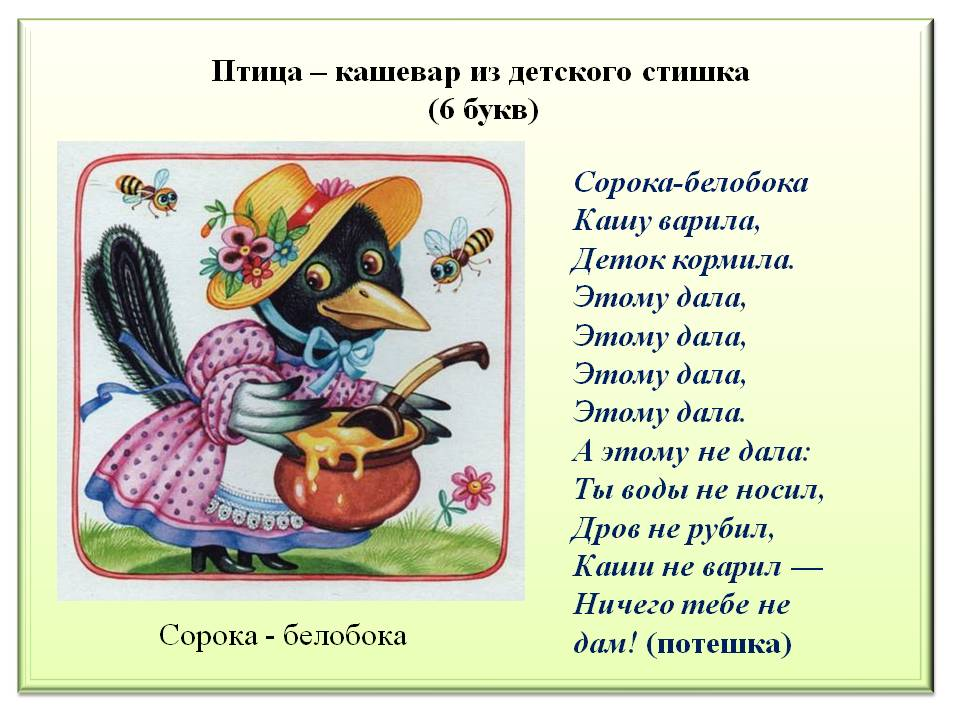 Птица – кашевар из детского стишка
(6 букв)
Сорока-белобока
Кашу варила,
Деток кормила.
Этому дала,
Этому дала,
Этому дала,
Этому дала.
А этому не дала:
Ты воды не носил,
Дров не рубил,
Каши не варил —
Ничего тебе не
дам! (потешка)
Сорока - белобока